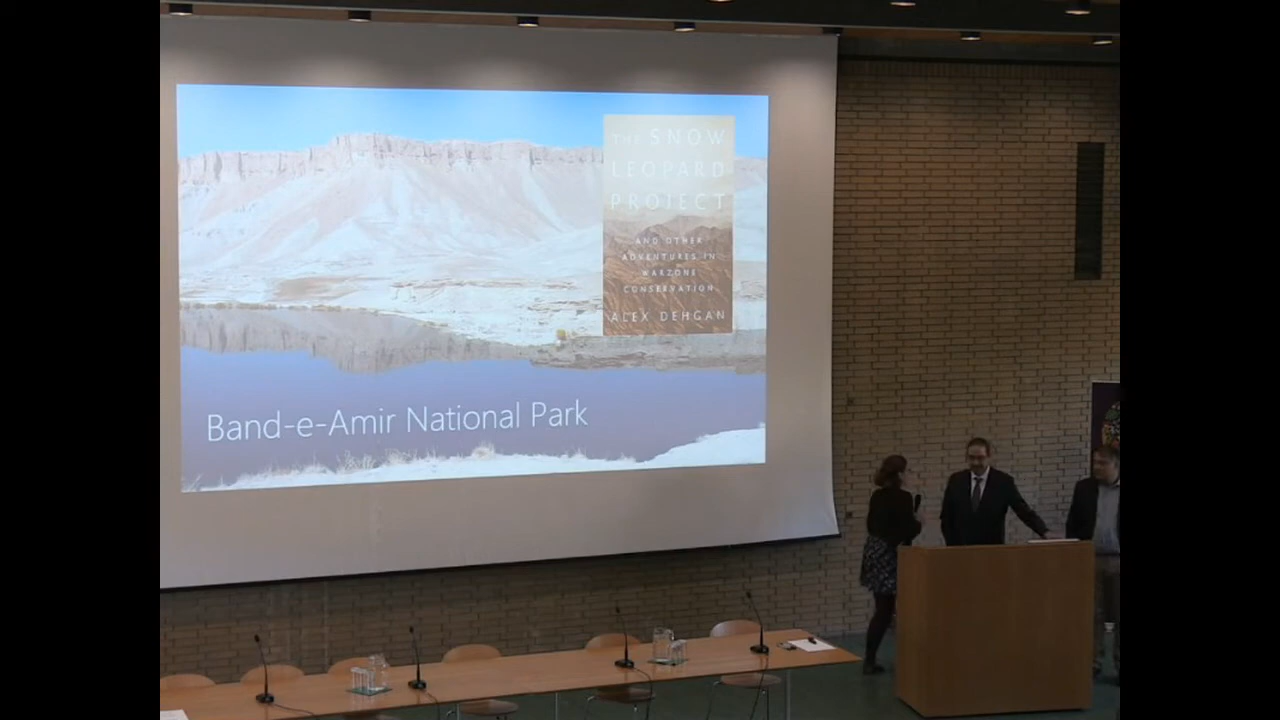 THE SNOW
LEOPARD
PROJECT
AND OTHER
ADVENTURES IN
WARZONE
CONSERVATION
ALEX DEHGAN
Band-e-Amir National Park